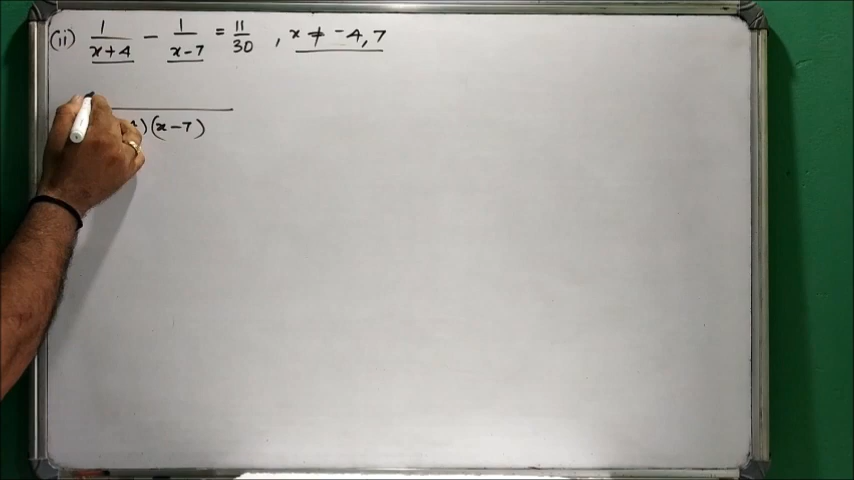 (ii) 1/(x+4) - 1/(x-7) = 11/30 , x ≠ -4, 7
)(x-7)